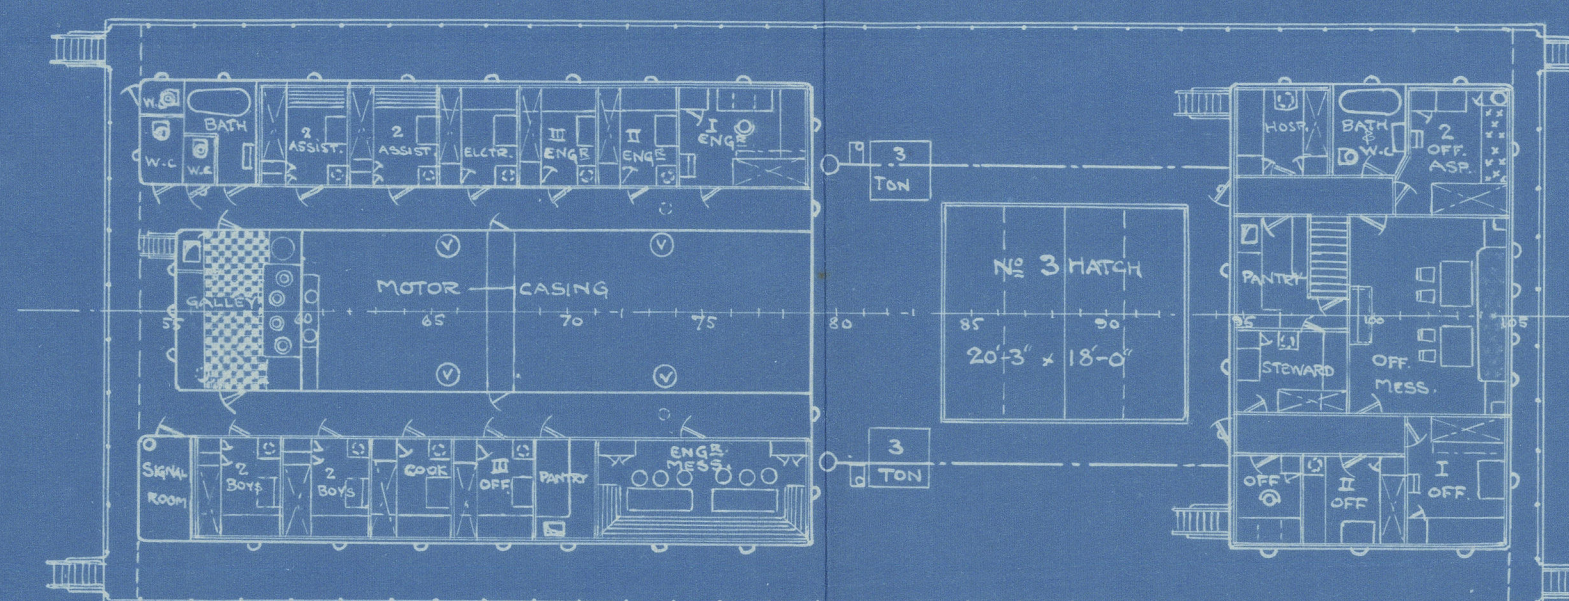 W.C
BATH
W.C
W.C
2
ASSIST.
2
ASSIST.
ELCTR.
III
ENGR
II
ENGR
I
ENGR
3
TON
HOSP.
BATH
&
W.C
2
OFF.
ASP.
GALLEY
V
V
MOTOR — CASING
V
V
55
60
65
70
75
80
85
90
95
100
105
Nº 3 HATCH
20'-3" x 18'-0"
PANTRY
STEWARD
OFF.
MESS.
SIGNAL
ROOM
2
BOYS
2
BOYS
COOK
III
OFF.
PANTRY
ENGR.
MESS.
3
TON
OFF
II
OFF
I
OFF.